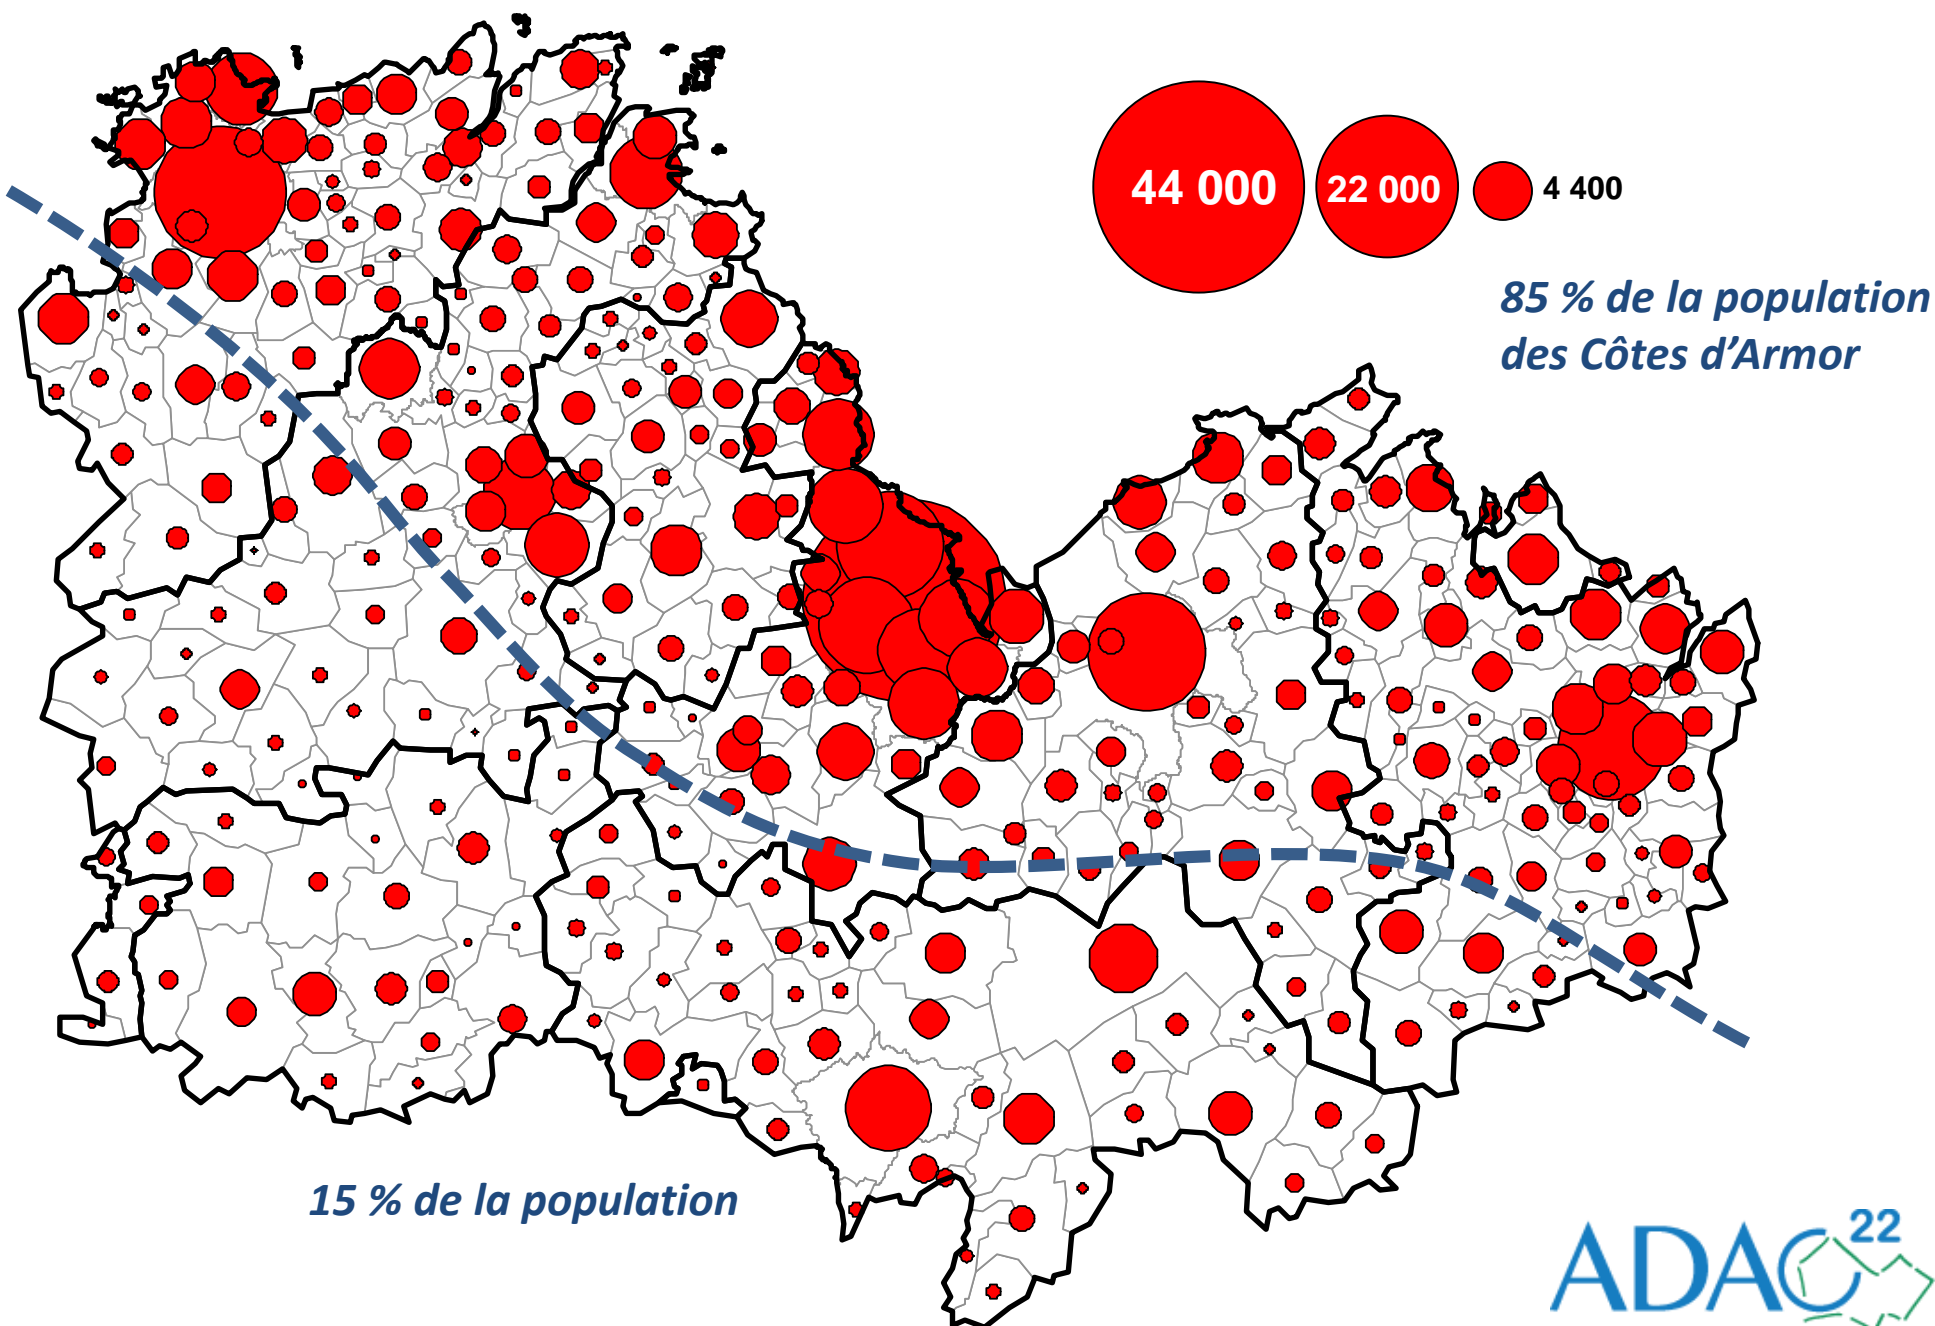 44 000
22 000
4 400
85 % de la population
des Côtes d'Armor
15 % de la population
ADAC 22